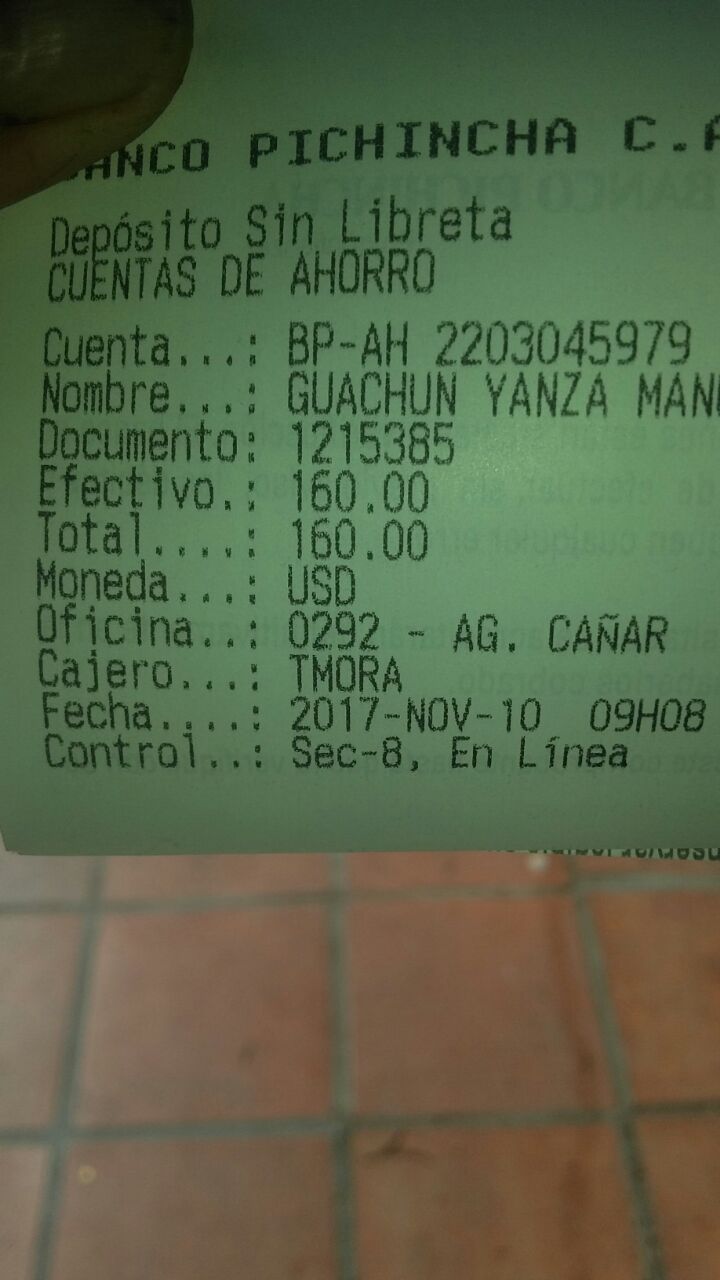 PICHINCHA
Depósito Sin Libreta
CUENTAS DE AHORRO
Cuenta...: BP-AH 2203045979
Nombre...: GUACHUN YANZA
Documento: 1215385
Efectivo.: 160.00
Total....: 160.00
Moneda...: USD
Oficina..: 0292 - AG. CAÑAR
Cajero...: TMORA
Fecha....: 2017-NOV-10 09H08
Control..: Sec-8, En Línea